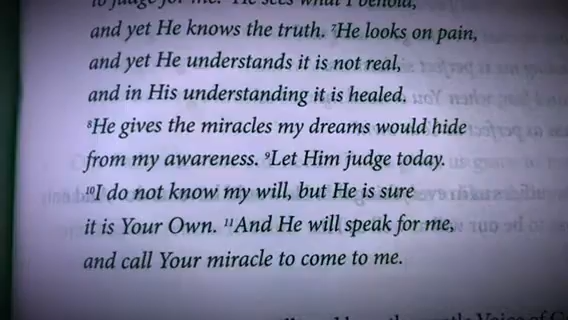 to judge for me. He sees what I behold,
and yet He knows the truth. ⁷He looks on pain,
and yet He understands it is not real,
and in His understanding it is healed.
⁸He gives the miracles my dreams would hide
from my awareness. ⁹Let Him judge today.
¹⁰I do not know my will, but He is sure
it is Your Own. ¹¹And He will speak for me,
and call Your miracle to come to me.
Voice of